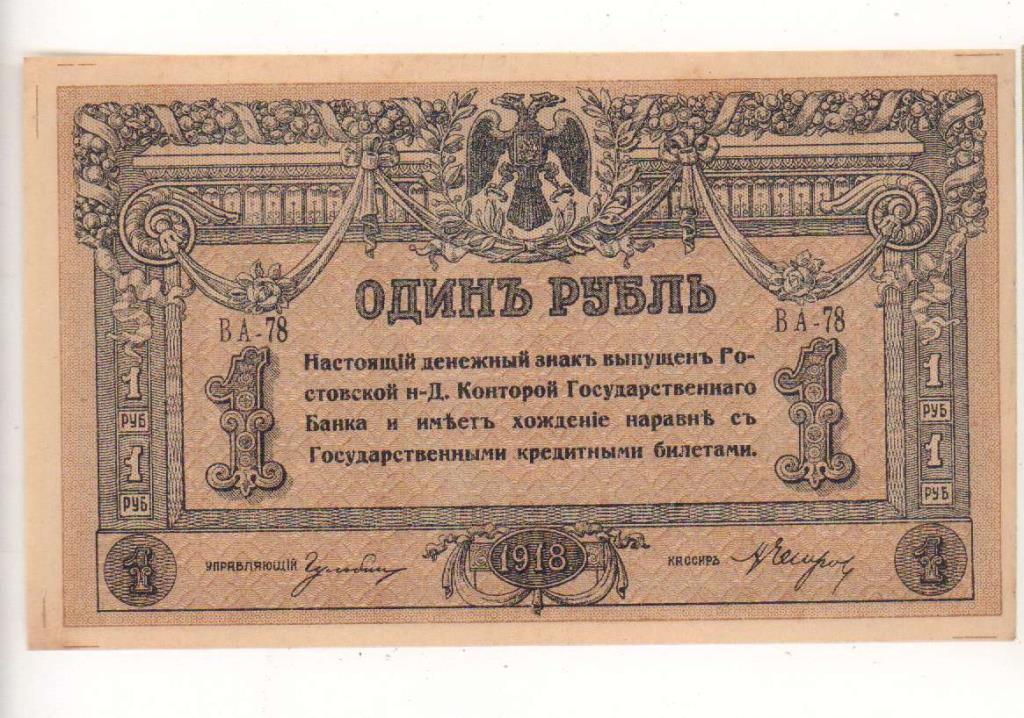 ОДИНЪ РУБЛЬ
ВА-78
ВА-78
Настоящій денежный знакъ выпущенъ Ро-
стовской н-Д. Конторой Государственнаго
Банка и имѣетъ хожденіе наравнѣ съ
Государственными кредитными билетами.
1
1
1
РУБ
1
РУБ
1
РУБ
1
РУБ
1
УПРАВЛЯЮЩІЙ
1918
КАССИРЪ
1